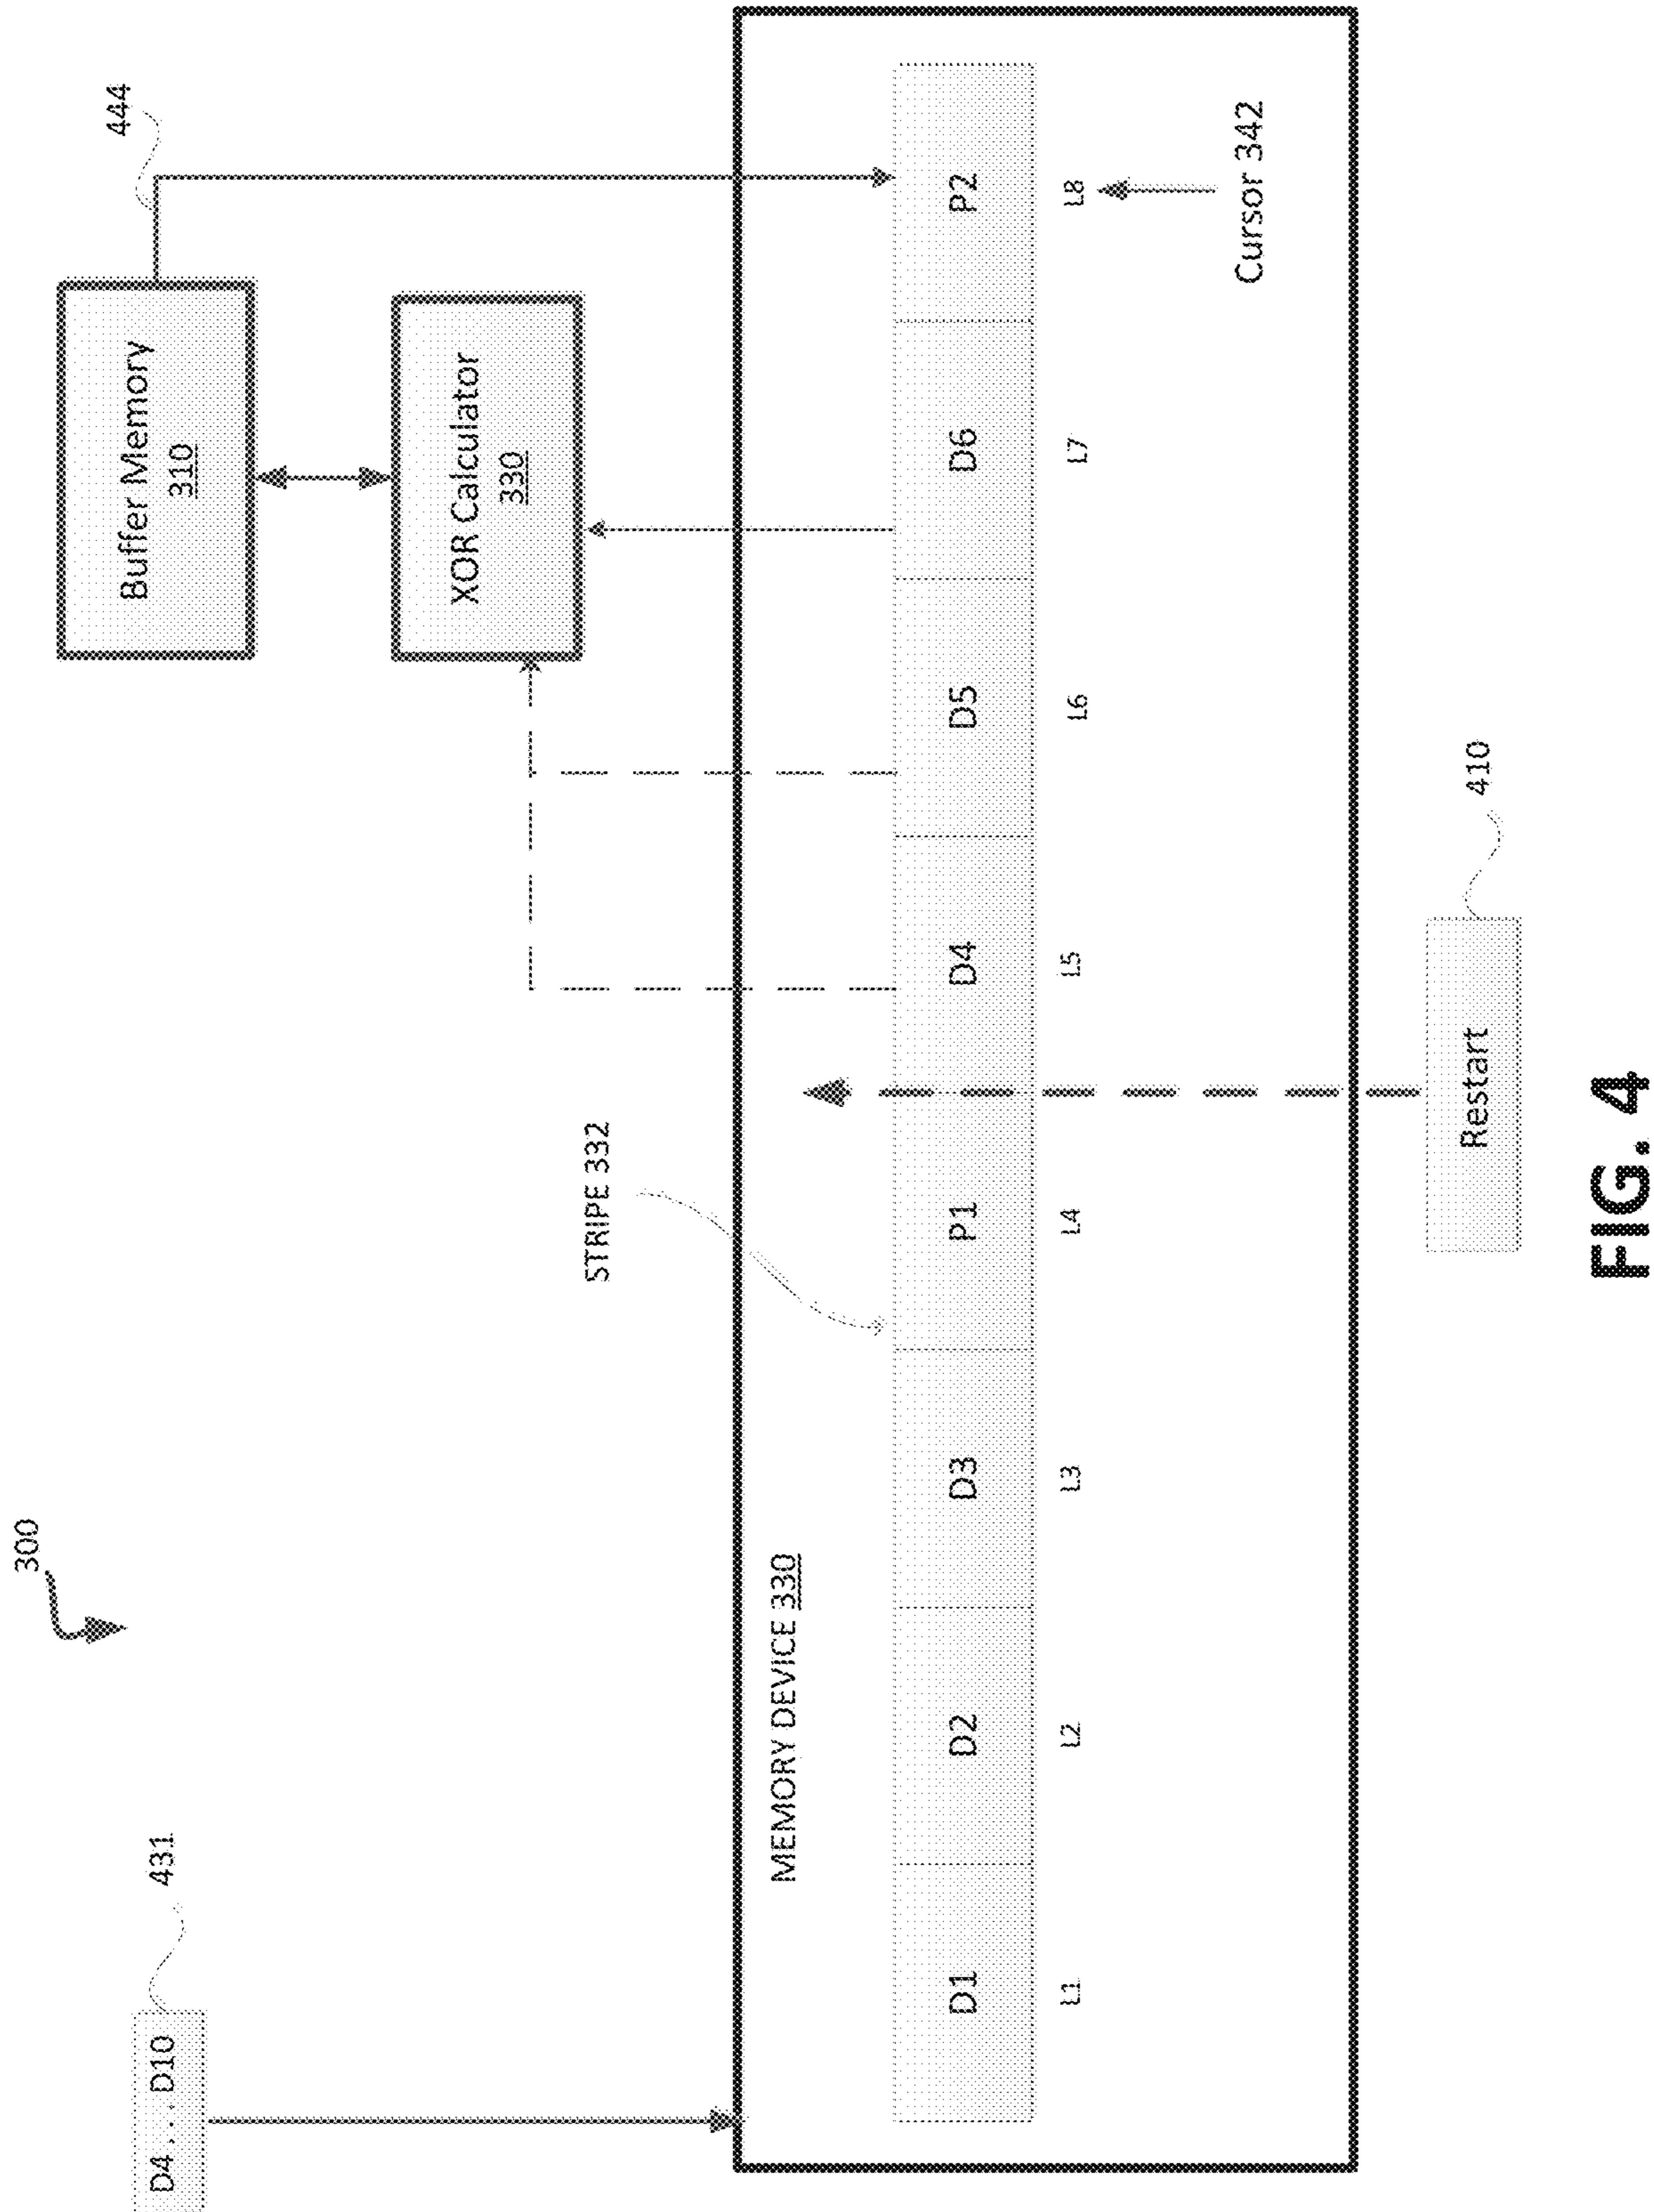 300
D4 . . . D10
431
Buffer Memory
310
444
XOR Calculator
330
STRIPE 332
MEMORY DEVICE 330
D1
D2
D3
P1
D4
D5
D6
P2
L1
L2
L3
L4
L5
L6
L7
L8
Cursor 342
Restart
410
FIG. 4